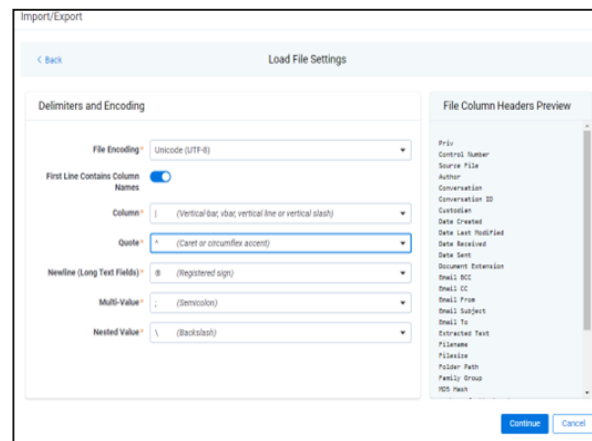 Import/Export
< Back
Load File Settings
Delimiters and Encoding
File Encoding* Unicode (UTF-8)
First Line Contains Column
Names
Column* | (Vertical-bar, vbar, vertical line or vertical slash)
Quote* ^ (Caret or circumflex accent)
Newline (Long Text Fields)* ® (Registered sign)
Multi-Value* ; (Semicolon)
Nested Value* \ (Backslash)
File Column Headers Preview
Priv
Control Number
Source File
Author
Conversation
Conversation ID
Custodian
Date Created
Date Last Modified
Date Received
Date Sent
Document Extension
Email BCC
Email CC
Email From
Email Subject
Email To
Extracted Text
Filename
Filesize
Folder Path
Family Group
MD5 Hash
Continue
Cancel